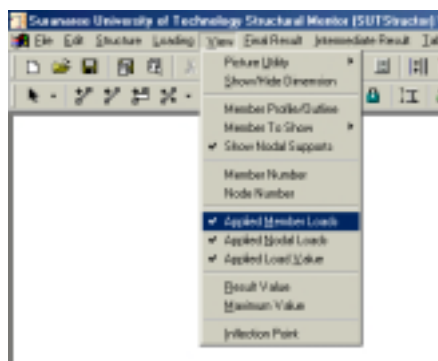 Suranaree University of Technology Structural Mentor (SUTStructor)
File Edit Structure Loading View Final Result Intermediate Result
Picture Utility
Show/Hide Dimension
Member Profile/Outline
Member To Show
Show Nodal Supports
Member Number
Node Number
Applied Member Loads
Applied Nodal Loads
Applied Load Value
Result Value
Maximum Value
Inflection Point